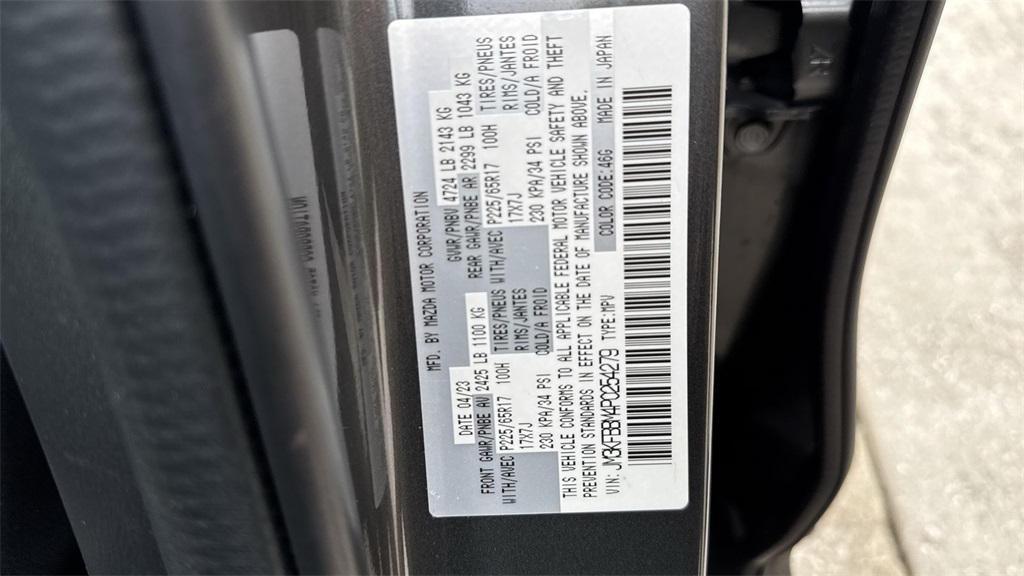 MFD. BY MAZDA MOTOR CORPORATION
DATE 04/23 GVWR/PNBV 4724 LB 2143 KG
FRONT GAWR/PNBE AV 2425 LB 1100 KG REAR GAWR/PNBE AR 2299 LB 1043 KG
WITH/AVEC P225/65R17 100H TIRES/PNEUS WITH/AVEC P225/65R17 100H TIRES/PNEUS
17X7J RIMS/JANTES 17X7J RIMS/JANTES
230 KPA/34 PSI COLD/A FROID 230 KPA/34 PSI COLD/A FROID
THIS VEHICLE CONFORMS TO ALL APPLICABLE FEDERAL MOTOR VEHICLE SAFETY AND THEFT
PREVENTION STANDARDS IN EFFECT ON THE DATE OF MANUFACTURE SHOWN ABOVE.
VIN: JM3KFBBM4P0254279 TYPE:MPV COLOR CODE:46G MADE IN JAPAN